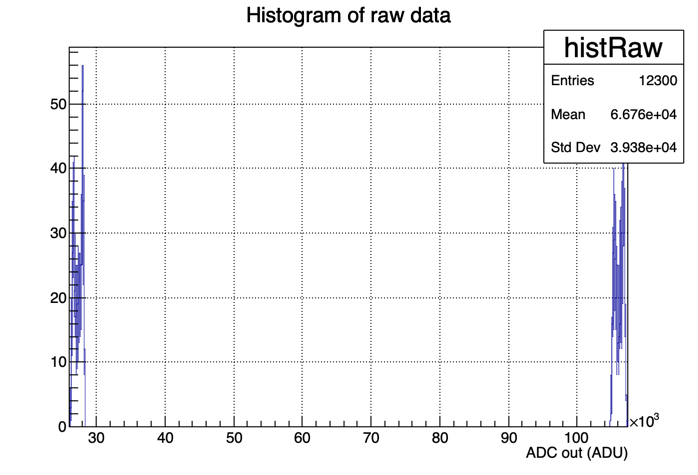 Histogram of raw data
histRaw
Entries 12300
Mean 6.676e+04
Std Dev 3.938e+04
50
40
30
20
10
0
30 40 50 60 70 80 90 100
×10³
ADC out (ADU)